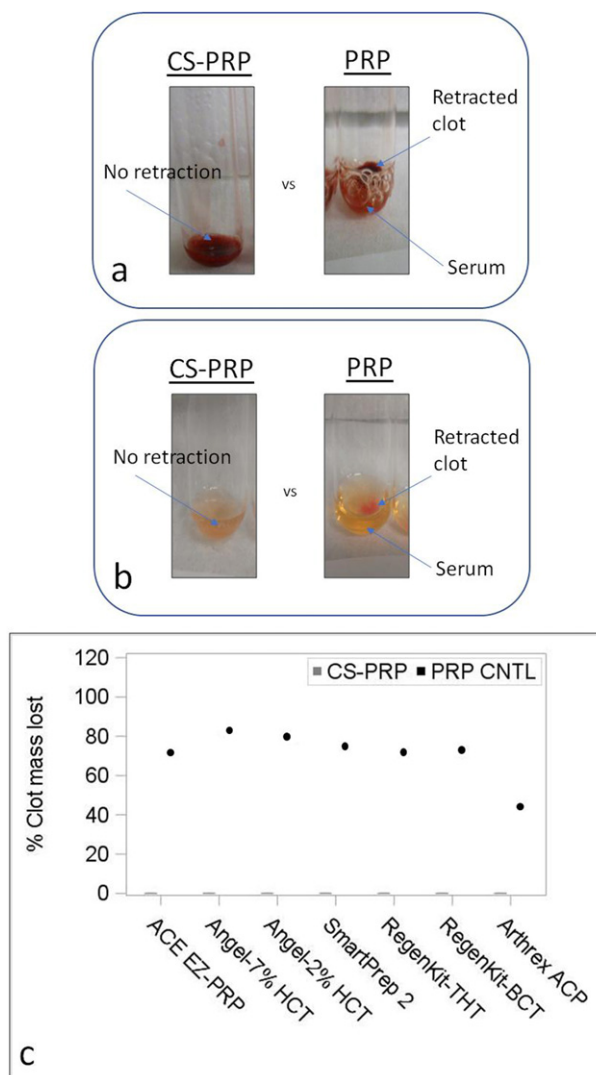 CS-PRP
PRP
Retracted
clot
No retraction
vs
Serum
a
CS-PRP
PRP
Retracted
clot
No retraction
vs
Serum
b
120
CS-PRP PRP CNTL
100
80
60
40
20
0
% Clot mass lost
ACE EZ-PRP
Angel-7% HCT
Angel-2% HCT
SmartPrep 2
RegenKit-THT
RegenKit-BCT
Arthrex ACP
c